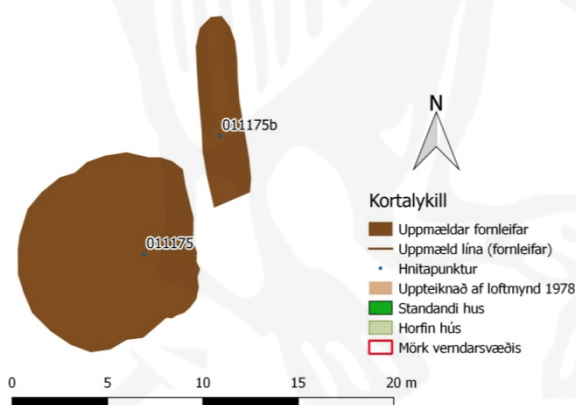 011175b
N
011175
Kortalykill
Uppmældar fornleifar
Uppmæld lína (fornleifar)
Hnitapunktur
Uppteiknað af loftmynd 1978
Standandi hus
Horfin hús
Mörk verndarsvæðis
0 5 10 15 20 m